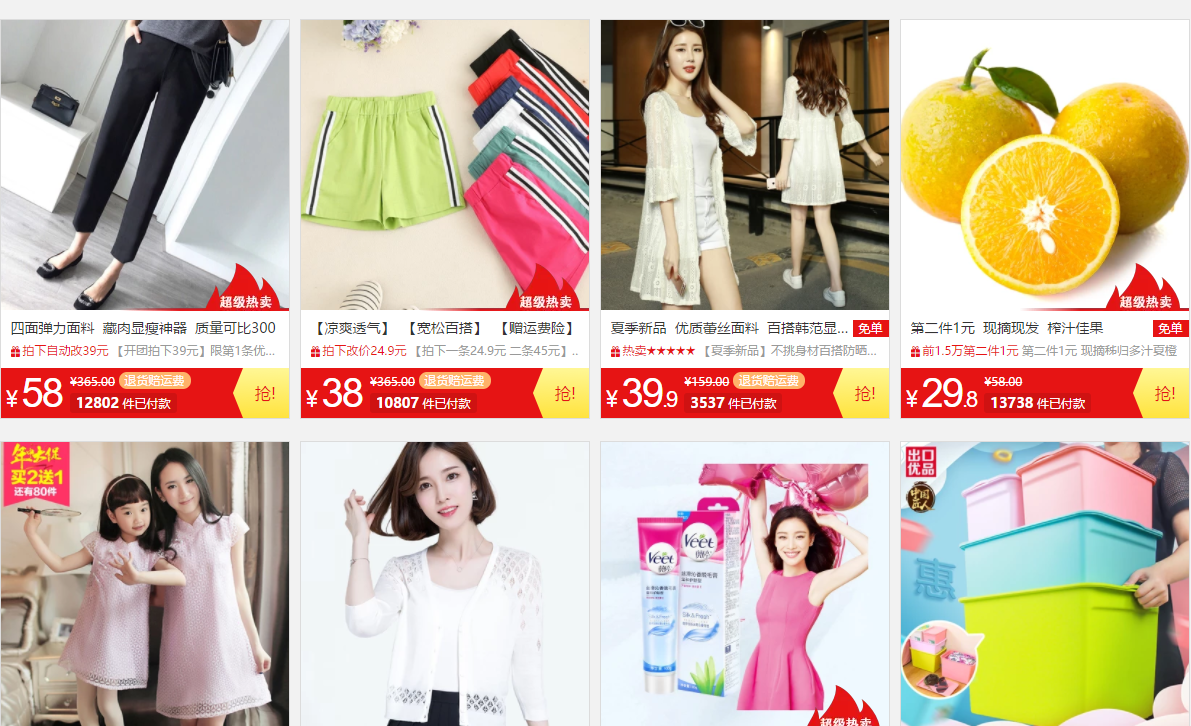 超级热卖
四面弹力面料 藏肉显瘦神器 质量可比300
拍下自动改39元 【开团拍下39元】限第1条优...
¥58 ¥365.00 退货赔运费
12802 件已付款
抢!
超级热卖
【凉爽透气】 【宽松百搭】 【赠运费险】
拍下改价24.9元 【拍下一条24.9元 二条45元】..
¥38 ¥365.00 退货赔运费
10807 件已付款
抢!
夏季新品 优质蕾丝面料 百搭韩范显... 免单
热卖★★★★★ 【夏季新品】不挑身材百搭防晒...
¥39.9 ¥159.00 退货赔运费
3537 件已付款
抢!
超级热卖
第二件1元 现摘现发 榨汁佳果 免单
前1.5万第二件1元 第二件1元 现摘秭归多汁夏橙
¥29.8 ¥58.00
13738 件已付款
抢!
年中大促
买2送1
还有80件
Veet
Veet
Silk & Fresh
超级热卖
出口
优品
中国
品人
惠